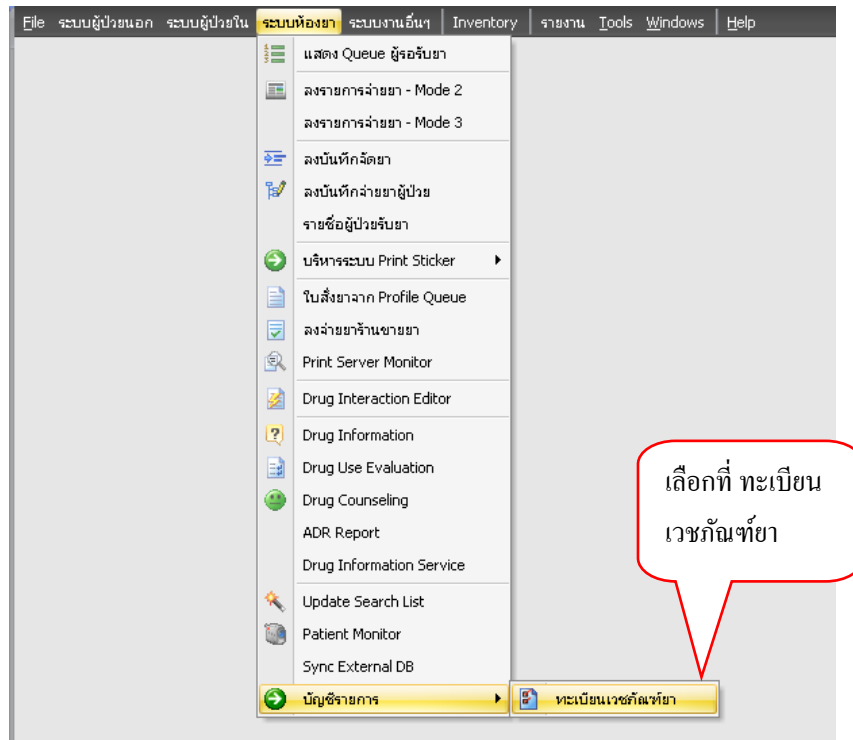 File ระบบผู้ป่วยนอก ระบบผู้ป่วยใน ระบบห้องยา ระบบงานอื่นๆ Inventory รายงาน Tools Windows Help
แสดง Queue ผู้รอรับยา
ลงรายการจ่ายยา - Mode 2
ลงรายการจ่ายยา - Mode 3
ลงบันทึกจัดยา
ลงบันทึกจ่ายยาผู้ป่วย
รายชื่อผู้ป่วยรับยา
บริหารระบบ Print Sticker
ใบสั่งยาจาก Profile Queue
ลงจ่ายยาร้านขายยา
Print Server Monitor
Drug Interaction Editor
Drug Information
Drug Use Evaluation
Drug Counseling
ADR Report
Drug Information Service
Update Search List
Patient Monitor
Sync External DB
บัญชีรายการ
ทะเบียนเวชภัณฑ์ยา
เลือกที่ ทะเบียน
เวชภัณฑ์ยา